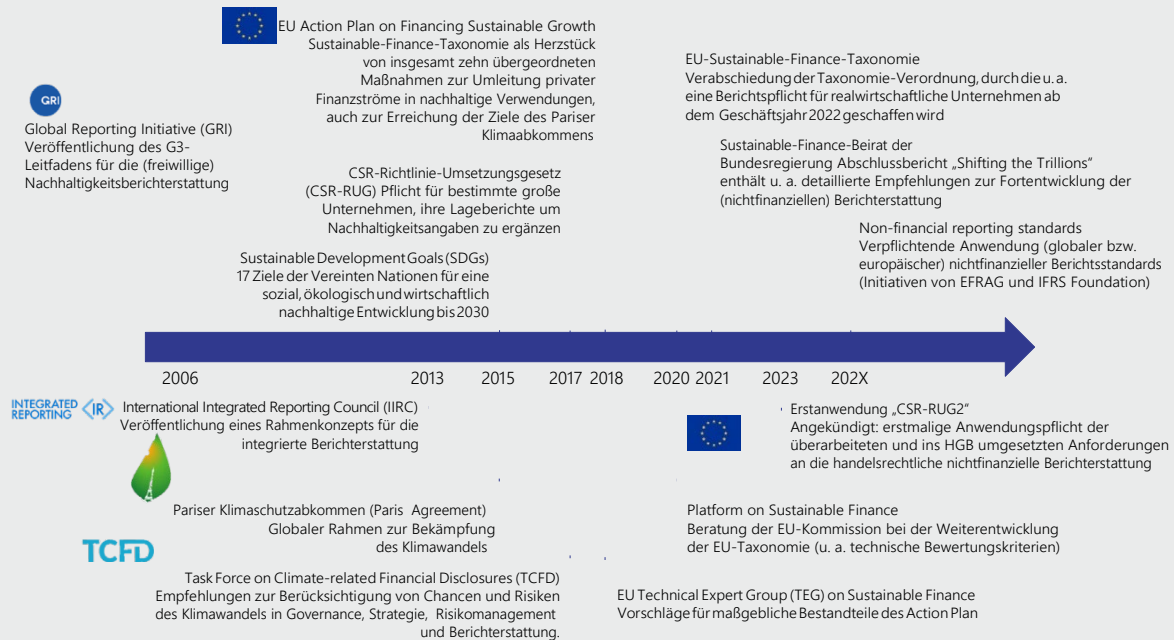 EU Action Plan on Financing Sustainable Growth
Sustainable-Finance-Taxonomie als Herzstück
von insgesamt zehn übergeordneten
Maßnahmen zur Umleitung privater
Finanzströme in nachhaltige Verwendungen,
auch zur Erreichung der Ziele des Pariser
Klimaabkommens
EU-Sustainable-Finance-Taxonomie
Verabschiedung der Taxonomie-Verordnung, durch die u. a.
eine Berichtspflicht für realwirtschaftliche Unternehmen ab
dem Geschäftsjahr 2022 geschaffen wird
GRI
Global Reporting Initiative (GRI)
Veröffentlichung des G3-
Leitfadens für die (freiwillige)
Nachhaltigkeitsberichterstattung
CSR-Richtlinie-Umsetzungsgesetz
(CSR-RUG) Pflicht für bestimmte große
Unternehmen, ihre Lageberichte um
Nachhaltigkeitsangaben zu ergänzen
Sustainable-Finance-Beirat der
Bundesregierung Abschlussbericht „Shifting the Trillions“
enthält u. a. detaillierte Empfehlungen zur Fortentwicklung der
(nichtfinanziellen) Berichterstattung
Sustainable Development Goals (SDGs)
17 Ziele der Vereinten Nationen für eine
sozial, ökologisch und wirtschaftlich
nachhaltige Entwicklung bis 2030
Non-financial reporting standards
Verpflichtende Anwendung (globaler bzw.
europäischer) nichtfinanzieller Berichtsstandards
(Initiativen von EFRAG und IFRS Foundation)
2006 2013 2015 2017 2018 2020 2021 2023 202X
INTEGRATED
REPORTING <IR>
International Integrated Reporting Council (IIRC)
Veröffentlichung eines Rahmenkonzepts für die
integrierte Berichterstattung
Erstanwendung „CSR-RUG2“
Angekündigt: erstmalige Anwendungspflicht der
überarbeiteten und ins HGB umgesetzten Anforderungen
an die handelsrechtliche nichtfinanzielle Berichterstattung
Pariser Klimaschutzabkommen (Paris Agreement)
Globaler Rahmen zur Bekämpfung
des Klimawandels
Platform on Sustainable Finance
Beratung der EU-Kommission bei der Weiterentwicklung
der EU-Taxonomie (u. a. technische Bewertungskriterien)
TCFD
Task Force on Climate-related Financial Disclosures (TCFD)
Empfehlungen zur Berücksichtigung von Chancen und Risiken
des Klimawandels in Governance, Strategie, Risikomanagement
und Berichterstattung.
EU Technical Expert Group (TEG) on Sustainable Finance
Vorschläge für maßgebliche Bestandteile des Action Plan